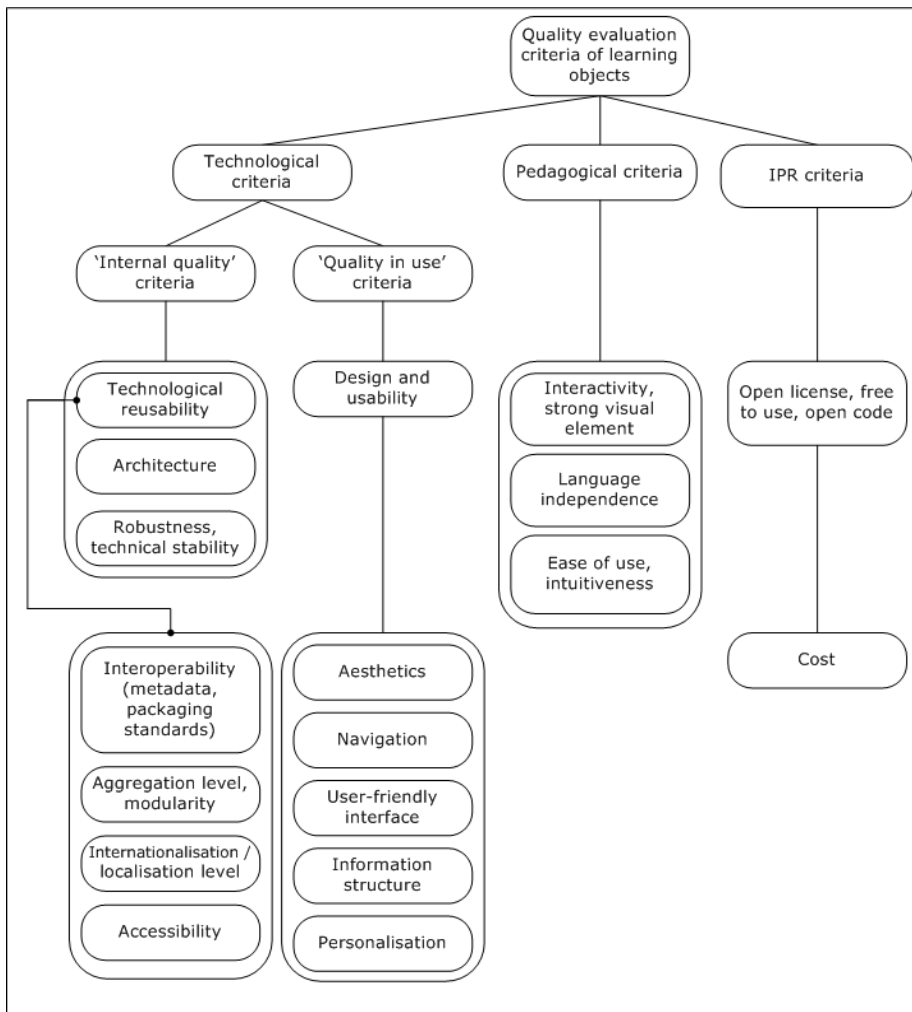 Quality evaluation
criteria of learning
objects
Technological
criteria
Pedagogical criteria
IPR criteria
‘Internal quality’
criteria
‘Quality in use’
criteria
Technological
reusability
Architecture
Robustness,
technical stability
Design and
usability
Interactivity,
strong visual
element
Language
independence
Ease of use,
intuitiveness
Open license, free
to use, open code
Interoperability
(metadata,
packaging
standards)
Aggregation level,
modularity
Internationalisation /
localisation level
Accessibility
Aesthetics
Navigation
User-friendly
interface
Information
structure
Personalisation
Cost